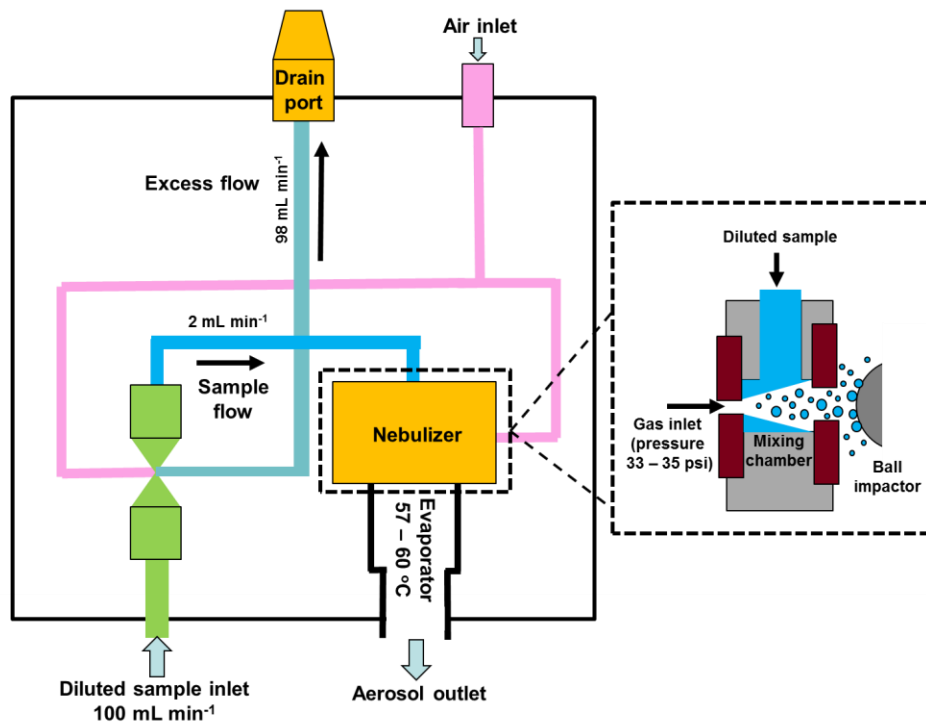 Air inlet
Drain
port
Excess flow
98 mL min⁻¹
2 mL min⁻¹
Sample
flow
Nebulizer
Evaporator
57 – 60 °C
Diluted sample inlet
100 mL min⁻¹
Aerosol outlet
Diluted sample
Gas inlet
(pressure
33 – 35 psi)
Mixing
chamber
Ball
impactor